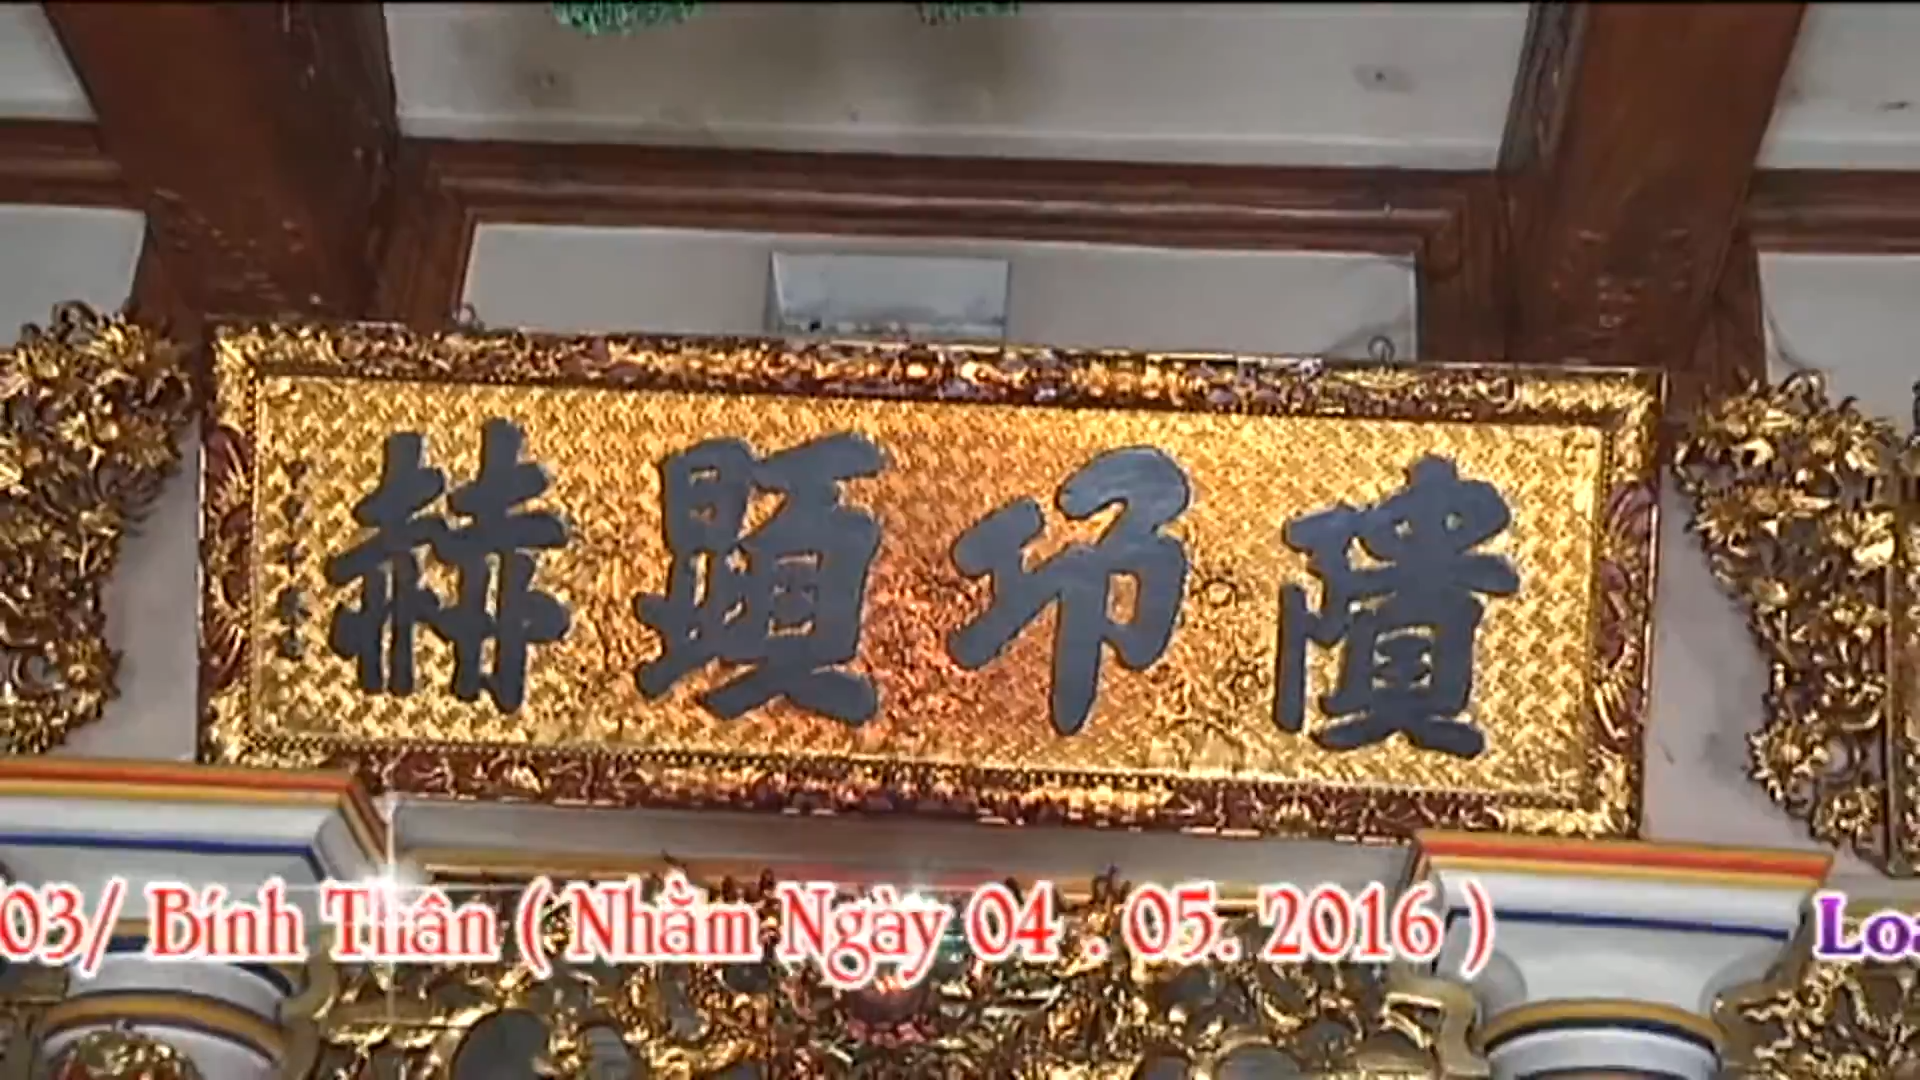 顯赫
03/ Bính Thân ( Nhằm Ngày 04 . 05. 2016 )